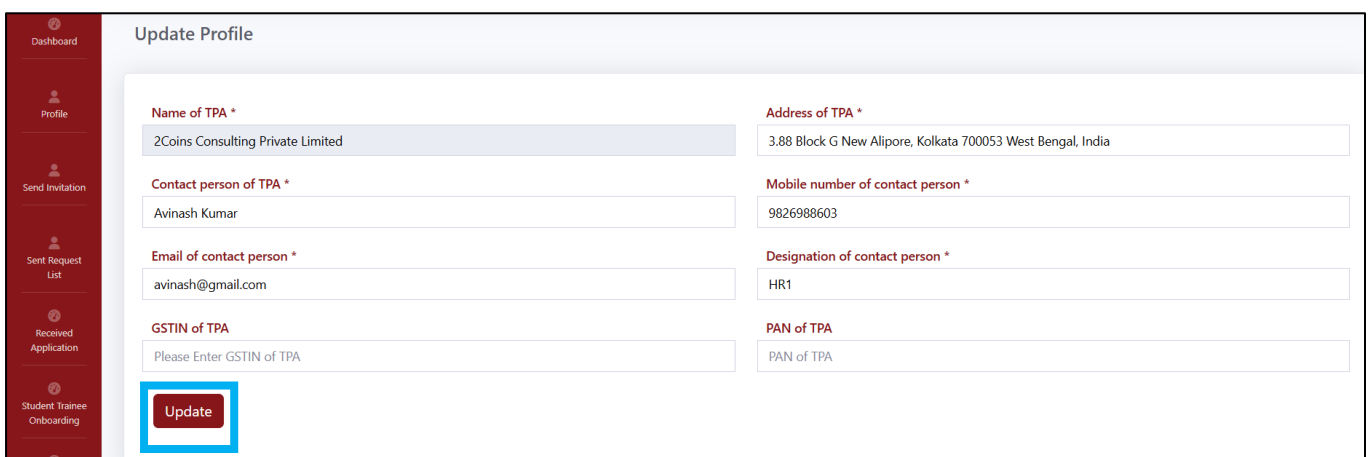 Dashboard
Profile
Send Invitation
Sent Request
List
Received
Application
Student Trainee
Onboarding
Update Profile
Name of TPA *
2Coins Consulting Private Limited
Address of TPA *
3.88 Block G New Alipore, Kolkata 700053 West Bengal, India
Contact person of TPA *
Avinash Kumar
Mobile number of contact person *
9826988603
Email of contact person *
avinash@gmail.com
Designation of contact person *
HR1
GSTIN of TPA
Please Enter GSTIN of TPA
PAN of TPA
PAN of TPA
Update